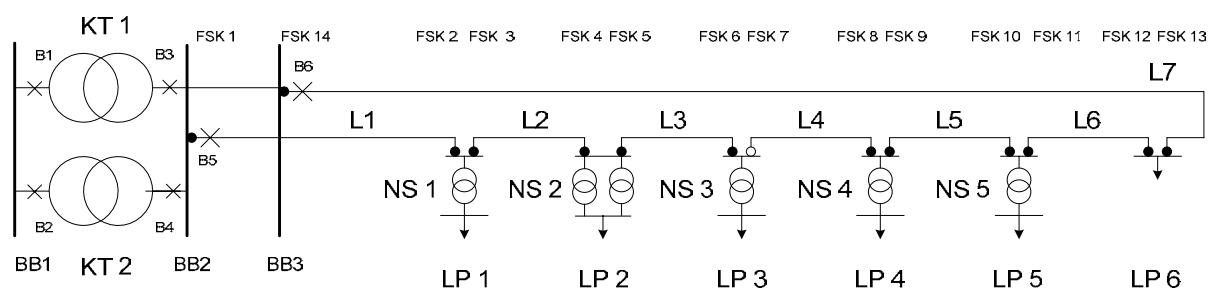 KT 1
FSK 1 FSK 14 FSK 2 FSK 3 FSK 4 FSK 5 FSK 6 FSK 7 FSK 8 FSK 9 FSK 10 FSK 11 FSK 12 FSK 13
B1 B3 B6 L7
L1 L2 L3 L4 L5 L6
B5
NS 1 NS 2 NS 3 NS 4 NS 5
B2 B4
BB1 KT 2 BB2 BB3 LP 1 LP 2 LP 3 LP 4 LP 5 LP 6